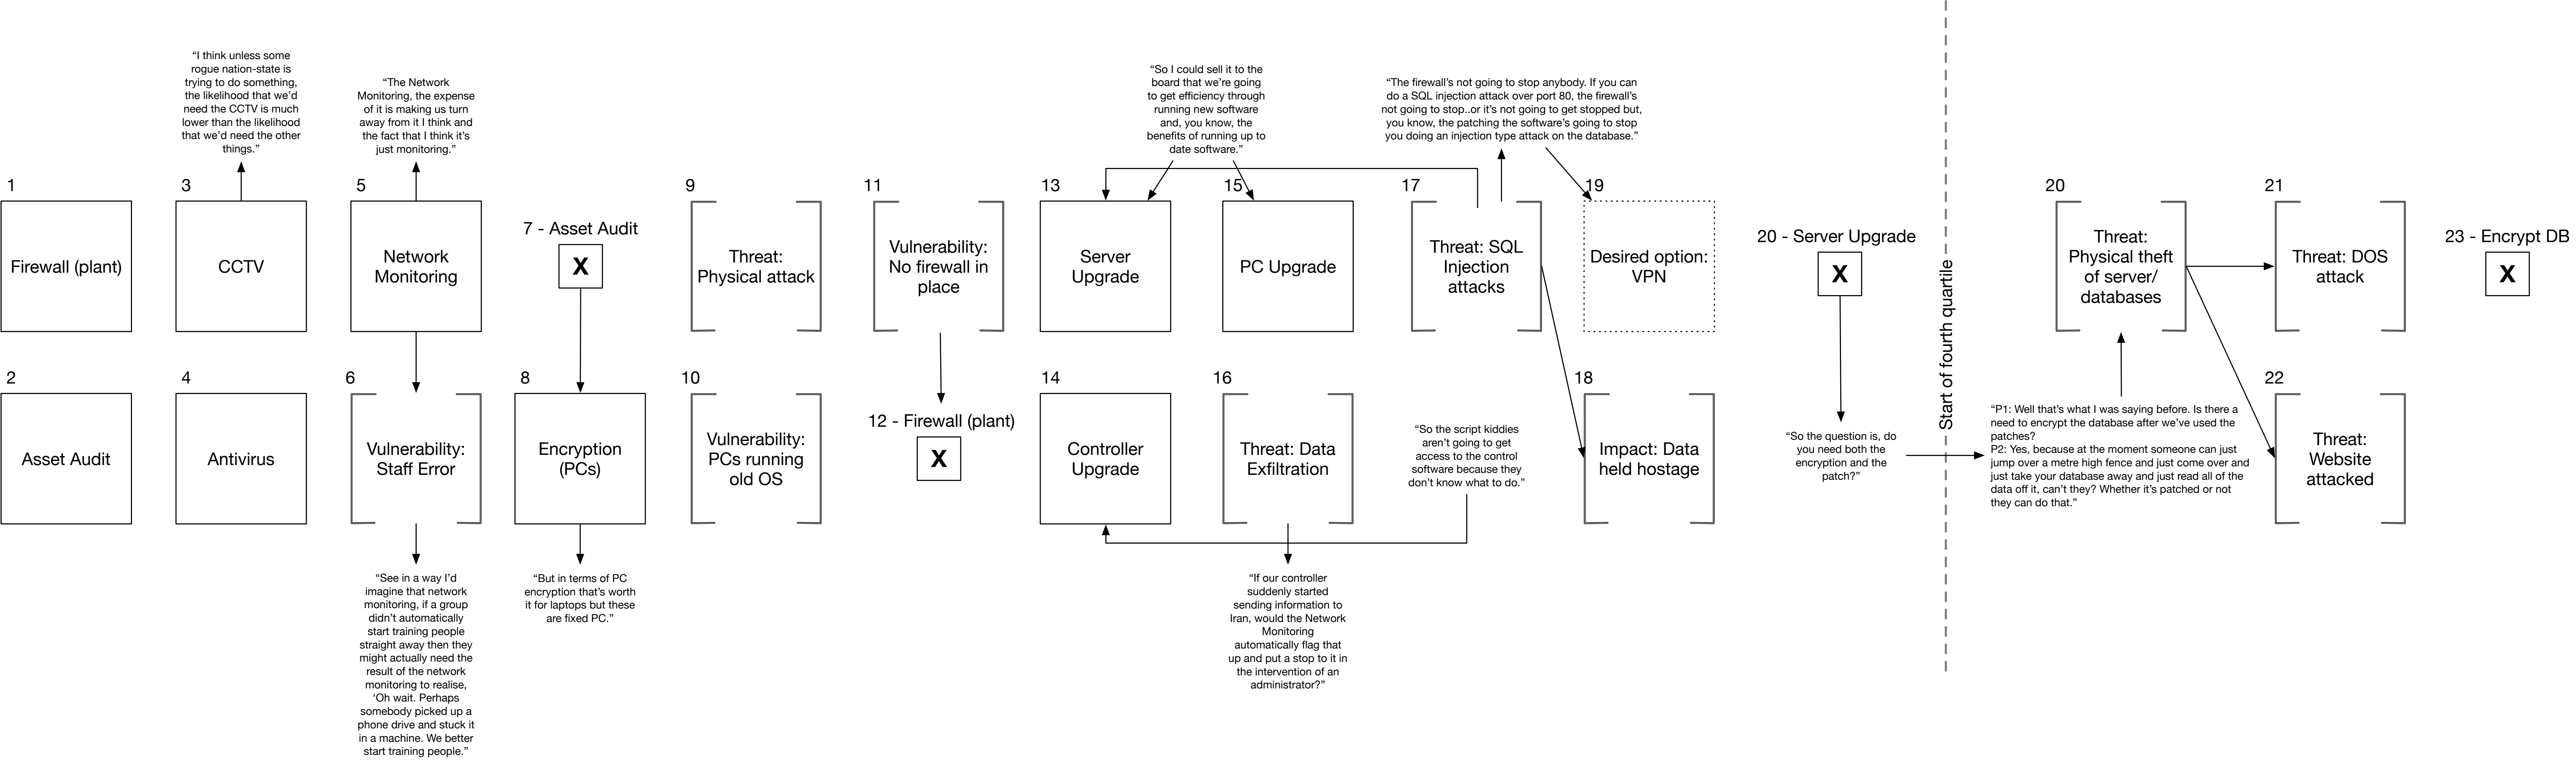 “I think unless some
rogue nation-state is
trying to do something,
the likelihood that we’d
need the CCTV is much
lower than the likelihood
that we’d need the other
things.”
“The Network
Monitoring, the expense
of it is making us turn
away from it I think and
the fact that I think it’s
just monitoring.”
“So I could sell it to the
board that we’re going
to get efficiency through
running new software
and, you know, the
benefits of running up to
date software.”
“The firewall’s not going to stop anybody. If you can
do a SQL injection attack over port 80, the firewall’s
not going to stop..or it’s not going to get stopped but,
you know, the patching the software’s going to stop
you doing an injection type attack on the database.”
1
Firewall (plant)
3
CCTV
5
Network
Monitoring
7 - Asset Audit
X
9
Threat:
Physical attack
11
Vulnerability:
No firewall in
place
13
Server
Upgrade
15
PC Upgrade
17
Threat: SQL
Injection
attacks
19
Desired option:
VPN
20 - Server Upgrade
X
Start of fourth quartile
20
Threat:
Physical theft
of server/
databases
21
Threat: DOS
attack
23 - Encrypt DB
X
2
Asset Audit
4
Antivirus
6
Vulnerability:
Staff Error
8
Encryption
(PCs)
10
Vulnerability:
PCs running
old OS
12 - Firewall (plant)
X
14
Controller
Upgrade
16
Threat: Data
Exfiltration
“So the script kiddies
aren’t going to get
access to the control
software because they
don’t know what to do.”
18
Impact: Data
held hostage
“So the question is, do
you need both the
encryption and the
patch?”
“P1: Well that’s what I was saying before. Is there a
need to encrypt the database after we’ve used the
patches?
P2: Yes, because at the moment someone can just
jump over a metre high fence and just come over and
just take your database away and just read all of the
data off it, can’t they? Whether it’s patched or not
they can do that.”
22
Threat:
Website
attacked
“See in a way I’d
imagine that network
monitoring, if a group
didn’t automatically
start training people
straight away then they
might actually need the
result of the network
monitoring to realise,
‘Oh wait. Perhaps
somebody picked up a
phone drive and stuck it
in a machine. We better
start training people.”
“But in terms of PC
encryption that’s worth
it for laptops but these
are fixed PC.”
“If our controller
suddenly started
sending information to
Iran, would the Network
Monitoring
automatically flag that
up and put a stop to it in
the intervention of an
administrator?”